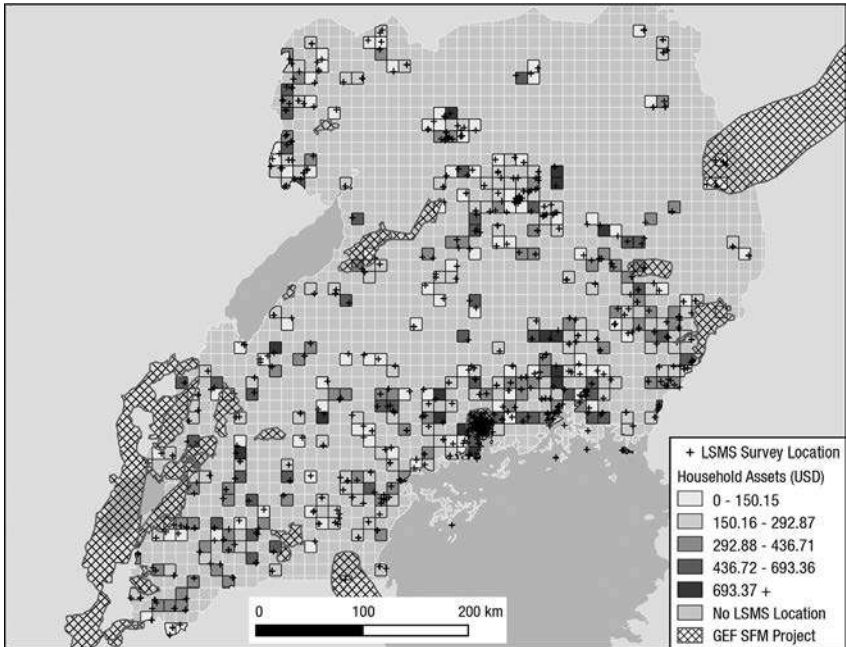 LSMS Survey Location
Household Assets (USD)
0 - 150.15
150.16 - 292.87
292.88 - 436.71
436.72 - 693.36
693.37 +
No LSMS Location
GEF SFM Project
0 100 200 km